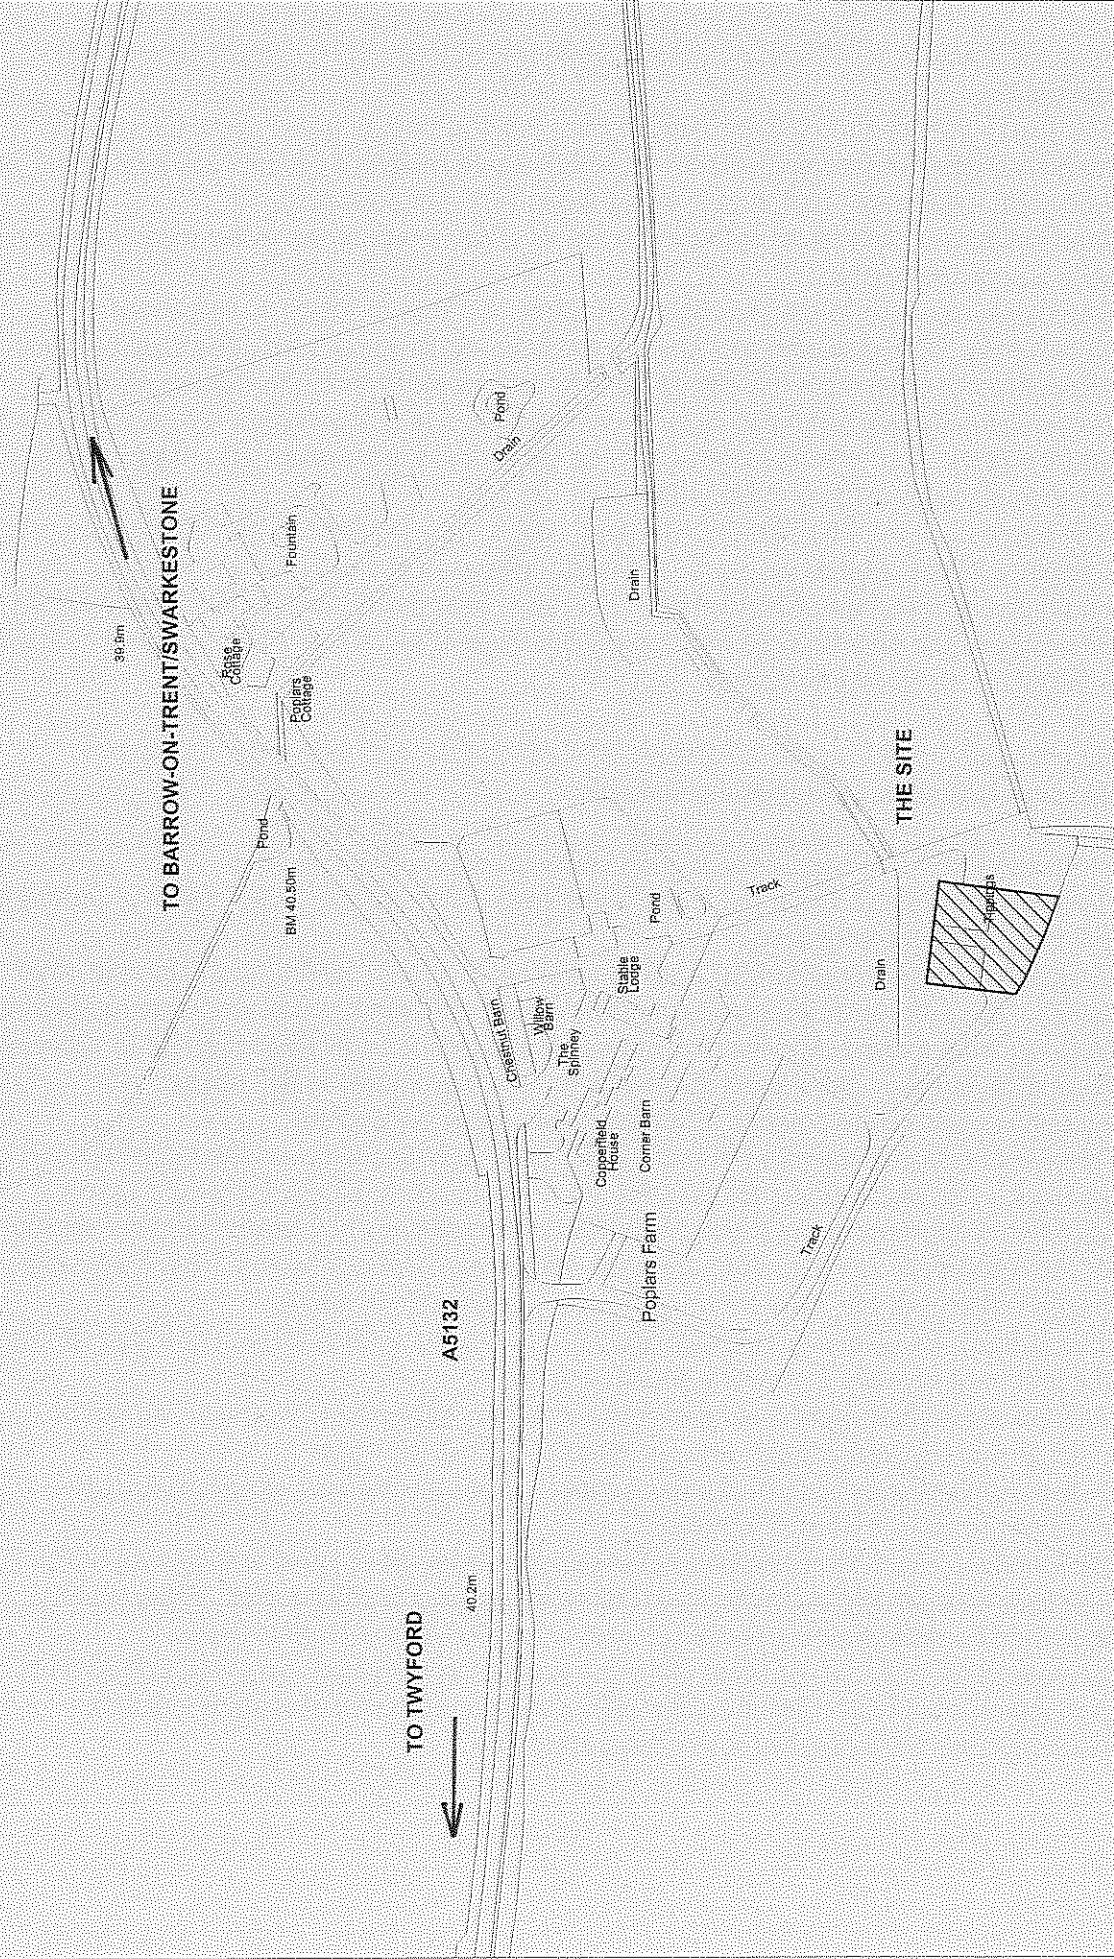 TO BARROW-ON-TRENT/SWARKESTONE
39.9m
Rose
Cottage
Poplars
Cottage
Fountain
Pond
BM 40.50m
Pond
Drain
Drain
TO TWYFORD
40.2m
A5132
Chestnut Barn
Willow
Barn
The
Spinney
Stable
Lodge
Pond
Copperfield
House
Corner Barn
Poplars Farm
Track
Track
Drain
THE SITE